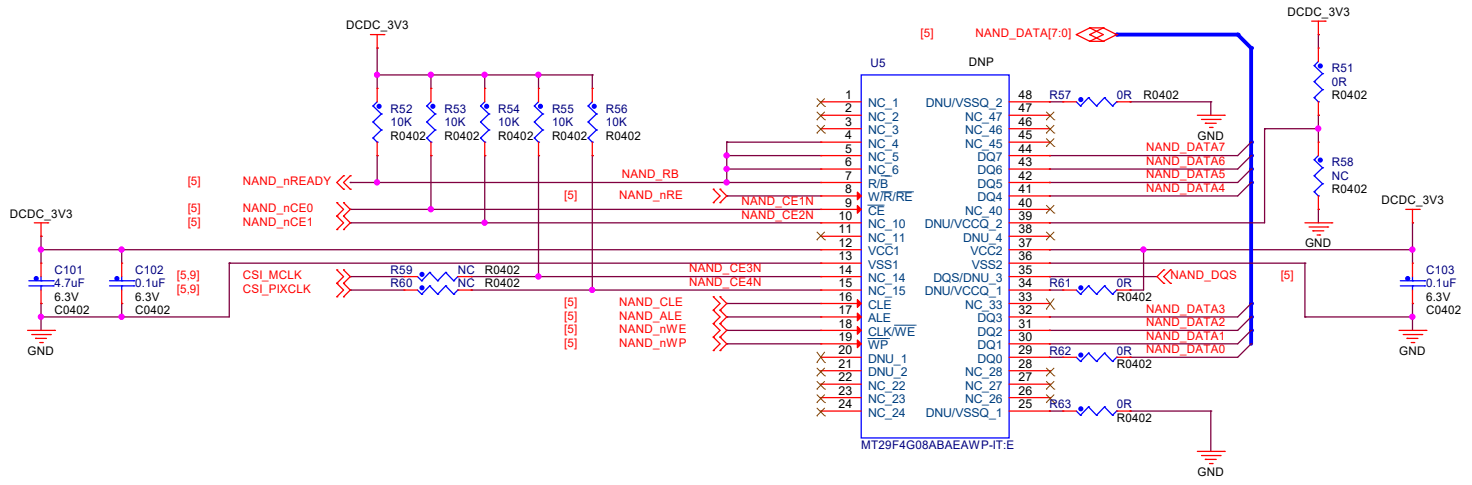 DCDC_3V3
R52
10K
R0402
R53
10K
R0402
R54
10K
R0402
R55
10K
R0402
R56
10K
R0402
[5] NAND_DATA[7:0]
DCDC_3V3
R51
0R
R0402
R58
NC
R0402
GND
U5 DNP
1 NC_1
2 NC_2
3 NC_3
4 NC_4
5 NC_5
6 NC_6
7 R/B
8 W/R/RE
9 CE
10 NC_10
11 NC_11
12 VCC1
13 VSS1
14 NC_14
15 NC_15
16 CLE
17 ALE
18 CLK/WE
19 WP
20 DNU_1
21 DNU_2
22 NC_22
23 NC_23
24 NC_24
DNU/VSSQ_2 48
NC_47 47
NC_46 46
NC_45 45
DQ7 44
DQ6 43
DQ5 42
DQ4 41
NC_40 40
DNU/VCCQ_2 39
DNU_4 38
VCC2 37
VSS2 36
DQS/DNU_3 35
DNU/VCCQ_1 34
NC_33 33
DQ3 32
DQ2 31
DQ1 30
DQ0 29
NC_28 28
NC_27 27
NC_26 26
DNU/VSSQ_1 25
MT29F4G08ABAEAWP-IT:E
R57 0R R0402
GND
NAND_DATA7
NAND_DATA6
NAND_DATA5
NAND_DATA4
[5] NAND_nREADY
NAND_RB
[5] NAND_nRE
[5] NAND_nCE0
NAND_CE1N
[5] NAND_nCE1
NAND_CE2N
DCDC_3V3
C101
4.7uF
6.3V
C0402
C102
0.1uF
6.3V
C0402
GND
[5,9] CSI_MCLK
R59 NC R0402
NAND_CE3N
[5,9] CSI_PIXCLK
R60 NC R0402
NAND_CE4N
[5] NAND_CLE
[5] NAND_ALE
[5] NAND_nWE
[5] NAND_nWP
DCDC_3V3
C103
0.1uF
6.3V
C0402
GND
NAND_DQS [5]
R61 0R
R0402
NAND_DATA3
NAND_DATA2
NAND_DATA1
NAND_DATA0
R62 0R
R0402
R63 0R
R0402
GND